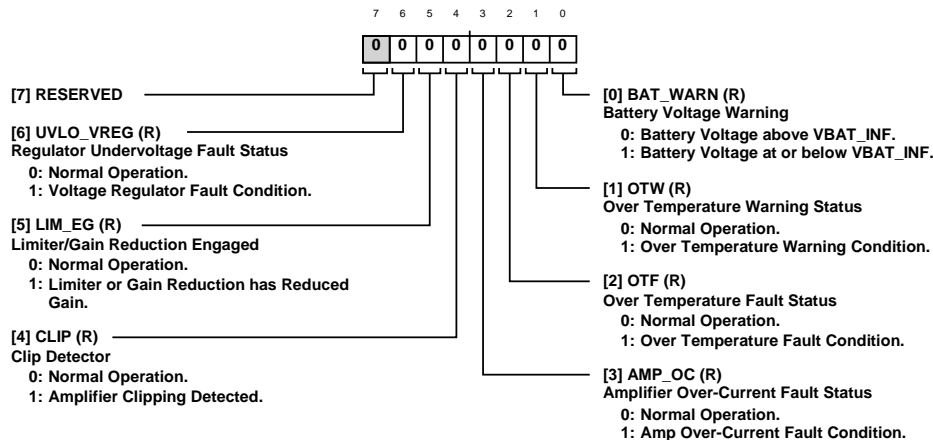 7 6 5 4 3 2 1 0
0 0 0 0 0 0 0 0
[7] RESERVED
[6] UVLO_VREG (R)
Regulator Undervoltage Fault Status
0: Normal Operation.
1: Voltage Regulator Fault Condition.
[5] LIM_EG (R)
Limiter/Gain Reduction Engaged
0: Normal Operation.
1: Limiter or Gain Reduction has Reduced
Gain.
[4] CLIP (R)
Clip Detector
0: Normal Operation.
1: Amplifier Clipping Detected.
[0] BAT_WARN (R)
Battery Voltage Warning
0: Battery Voltage above VBAT_INF.
1: Battery Voltage at or below VBAT_INF.
[1] OTW (R)
Over Temperature Warning Status
0: Normal Operation.
1: Over Temperature Warning Condition.
[2] OTF (R)
Over Temperature Fault Status
0: Normal Operation.
1: Over Temperature Fault Condition.
[3] AMP_OC (R)
Amplifier Over-Current Fault Status
0: Normal Operation.
1: Amp Over-Current Fault Condition.